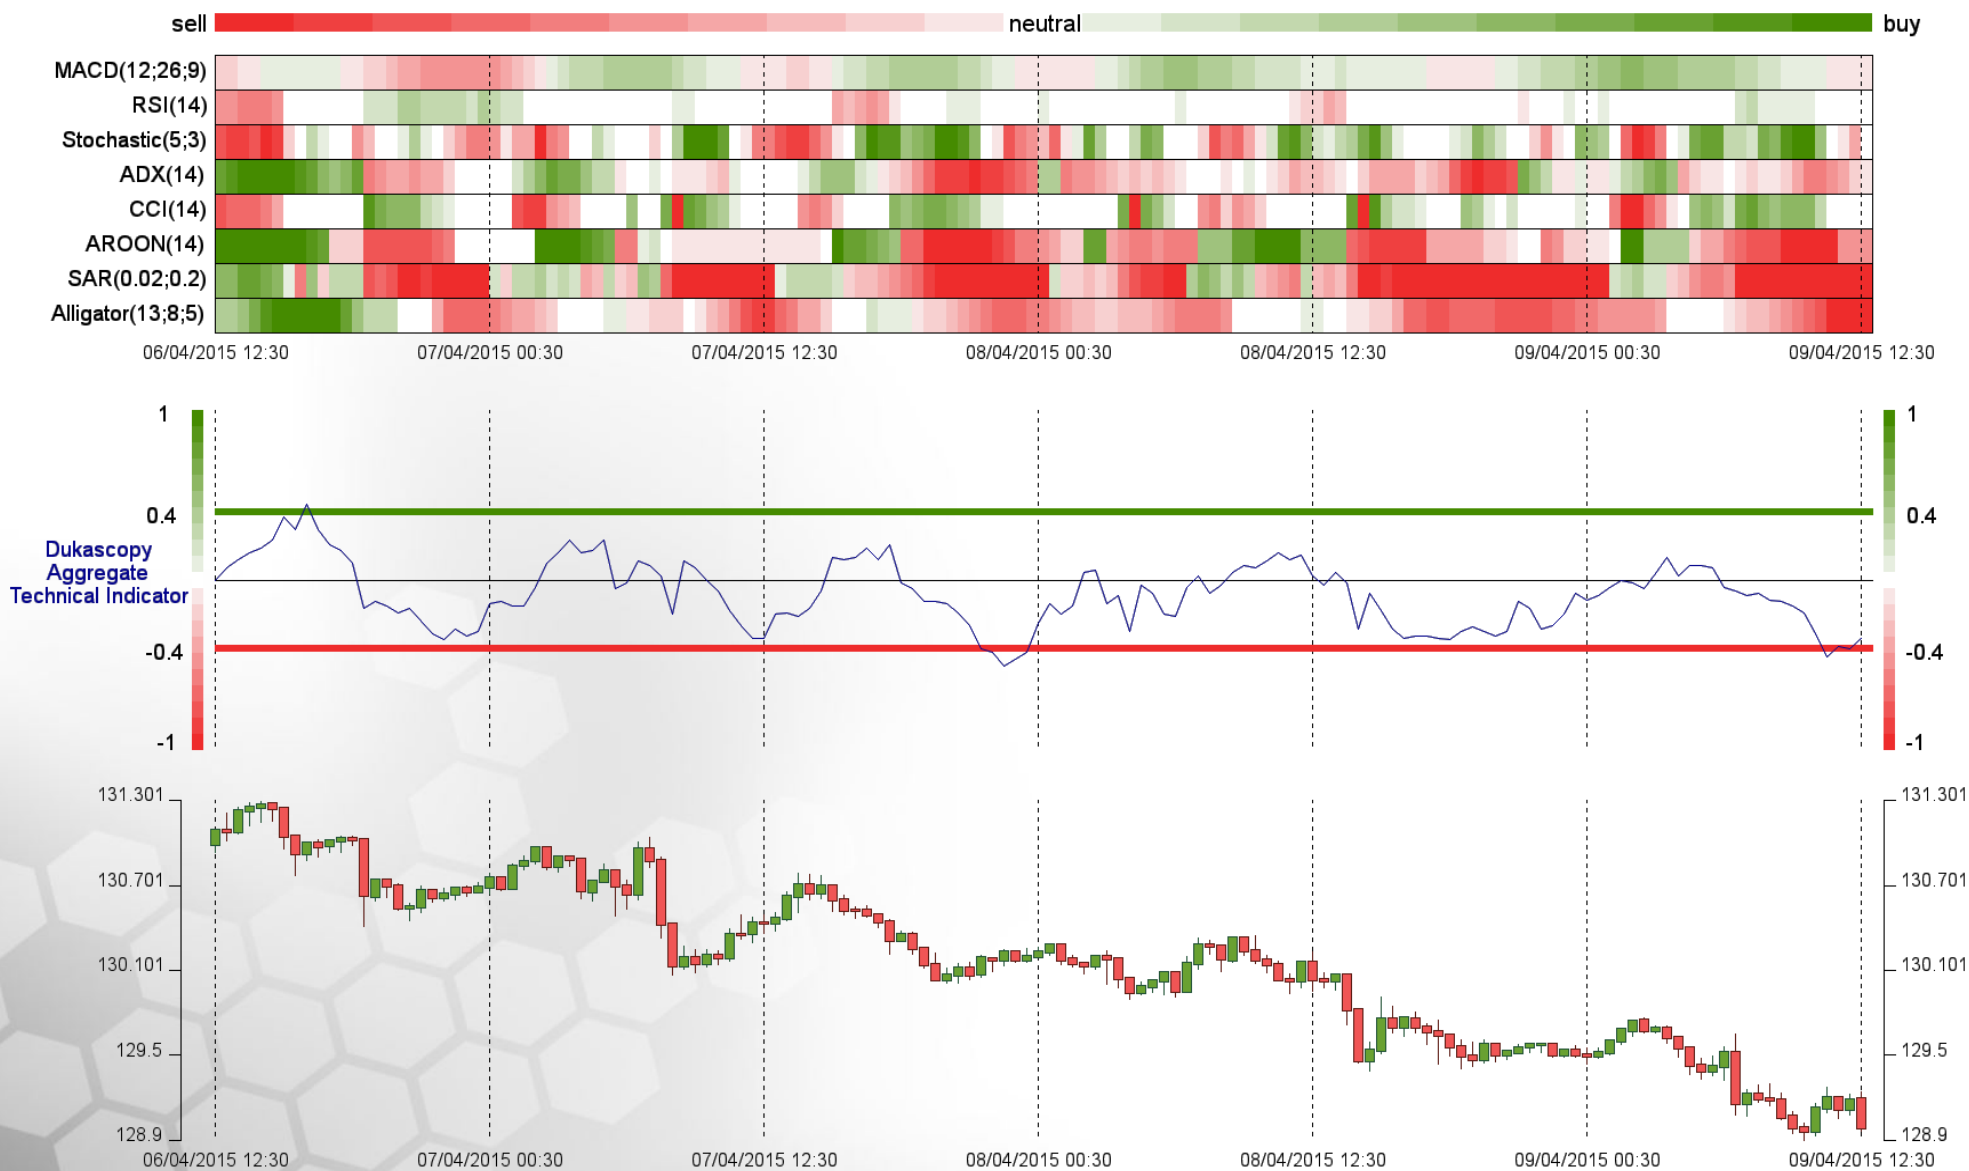 sell neutral buy
MACD(12;26;9)
RSI(14)
Stochastic(5;3)
ADX(14)
CCI(14)
AROON(14)
SAR(0.02;0.2)
Alligator(13;8;5)
06/04/2015 12:30 07/04/2015 00:30 07/04/2015 12:30 08/04/2015 00:30 08/04/2015 12:30 09/04/2015 00:30 09/04/2015 12:30
1 1
0.4 0.4
Dukascopy
Aggregate
Technical Indicator
-0.4 -0.4
-1 -1
131.301 131.301
130.701 130.701
130.101 130.101
129.5 129.5
128.9 128.9
06/04/2015 12:30 07/04/2015 00:30 07/04/2015 12:30 08/04/2015 00:30 08/04/2015 12:30 09/04/2015 00:30 09/04/2015 12:30